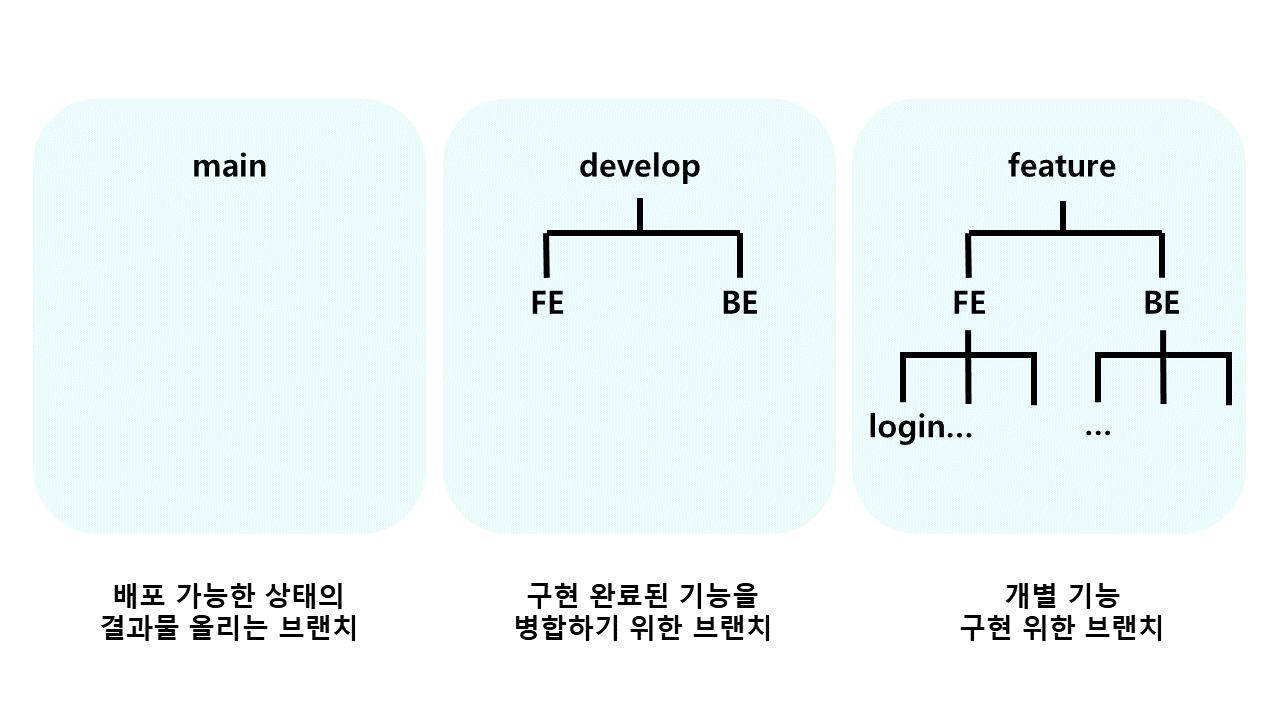 main
develop
feature
FE
BE
FE
BE
login...
...
배포 가능한 상태의
결과물 올리는 브랜치
구현 완료된 기능을
병합하기 위한 브랜치
개별 기능
구현 위한 브랜치